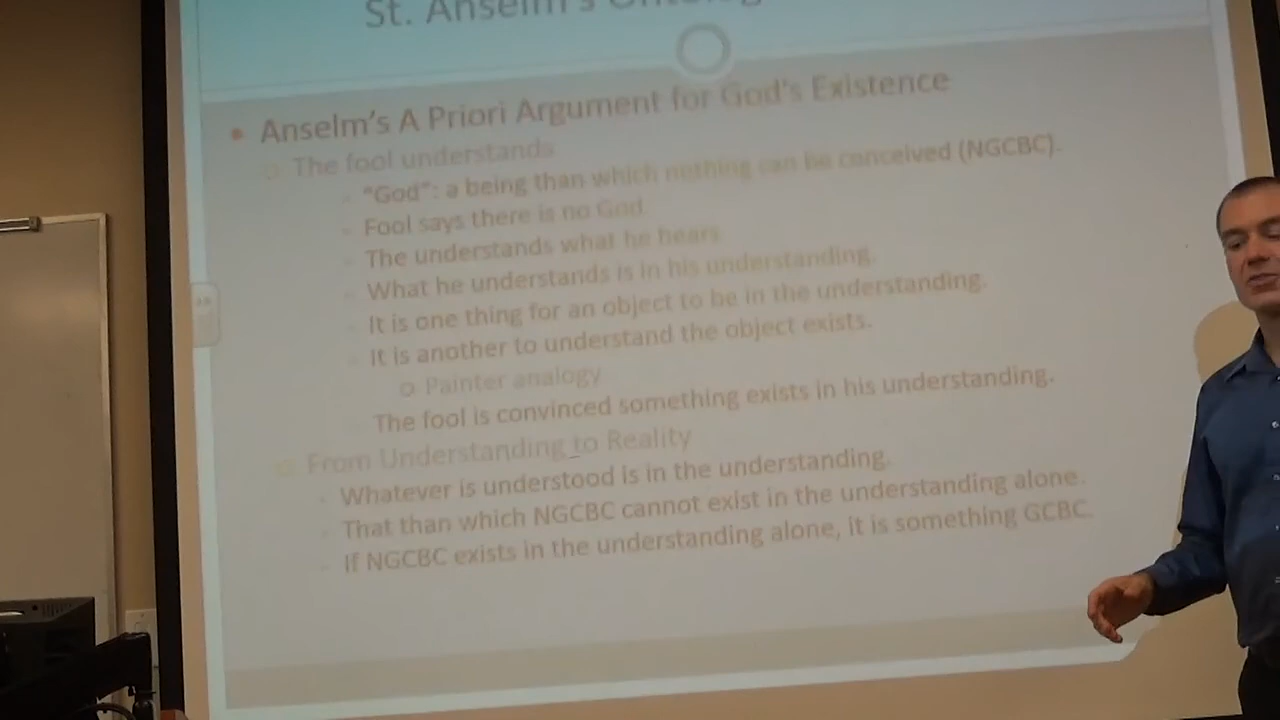 St. Anselm's Ontolog
Anselm's A Priori Argument for God's Existence
The fool understands
"God": a being than which nothing can be conceived (NGCBC).
Fool says there is no God.
The understands what he hears.
What he understands is in his understanding.
It is one thing for an object to be in the understanding.
It is another to understand the object exists.
Painter analogy
The fool is convinced something exists in his understanding.
From Understanding to Reality
Whatever is understood is in the understanding.
That than which NGCBC cannot exist in the understanding alone.
If NGCBC exists in the understanding alone, it is something GCBC.